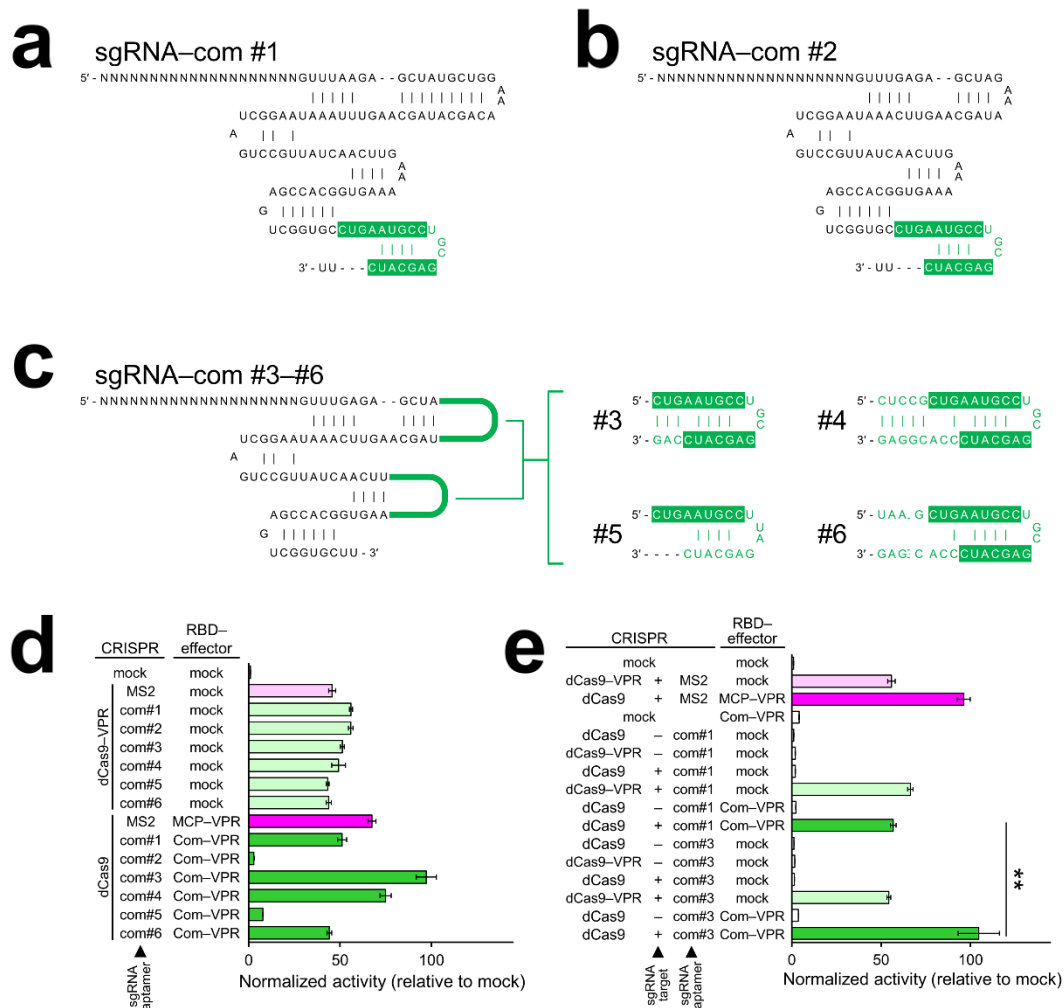 a
sgRNA–com #1
5′ - NNNNNNNNNNNNNNNNNNNNGUUUAAGA - - GCUAUGCUGG
A
A
UCGGAAUAAAUUUGAACGAUACGACA
A
GUCCGUUAUCAACUUG
A
A
AGCCACGGUGAAA
G
UCGGUGCCUGAAUGCCU
G
C
3′ - UU - - - CUACGAG
b
sgRNA–com #2
5′ - NNNNNNNNNNNNNNNNNNNNGUUUGAGA - - GCUAG
A
A
UCGGAAUAAACUUGAACGAUA
A
GUCCGUUAUCAACUUG
A
A
AGCCACGGUGAAA
G
UCGGUGCCUGAAUGCCU
G
C
3′ - UU - - - CUACGAG
c
sgRNA–com #3–#6
5′ - NNNNNNNNNNNNNNNNNNNNGUUUGAGA - - GCUA
UCGGAAUAAACUUGAACGAU
A
GUCCGUUAUCAACUU
AGCCACGGUGAA
G
UCGGUGCUU - 3′
#3
5′ - CUGAAUGCCU
G
C
3′ - GACCUACGAG
#4
5′ - CUCCGCUGAAUGCCU
G
C
3′ - GAGGCACCCUACGAG
#5
5′ - CUGAAUGCCU
U
A
3′ - - - - CUACGAG
#6
5′ - UAA. GCUGAAUGCCU
G
C
3′ - GAGC ACCCUACGAG
d
CRISPR
RBD–
effector
mock mock
dCas9–VPR
MS2 mock
com#1 mock
com#2 mock
com#3 mock
com#4 mock
com#5 mock
com#6 mock
dCas9
MS2 MCP–VPR
com#1 Com–VPR
com#2 Com–VPR
com#3 Com–VPR
com#4 Com–VPR
com#5 Com–VPR
com#6 Com–VPR
0 50 100
Normalized activity (relative to mock)
sgRNA
aptamer
e
CRISPR
RBD–
effector
mock mock
dCas9–VPR + MS2 mock
dCas9 + MS2 MCP–VPR
mock Com–VPR
dCas9 – com#1 mock
dCas9–VPR – com#1 mock
dCas9 + com#1 mock
dCas9–VPR + com#1 mock
dCas9 – com#1 Com–VPR
dCas9 + com#1 Com–VPR
dCas9 – com#3 mock
dCas9–VPR – com#3 mock
dCas9 + com#3 mock
dCas9–VPR + com#3 mock
dCas9 – com#3 Com–VPR
dCas9 + com#3 Com–VPR
**
0 50 100
Normalized activity (relative to mock)
sgRNA
target
sgRNA
aptamer